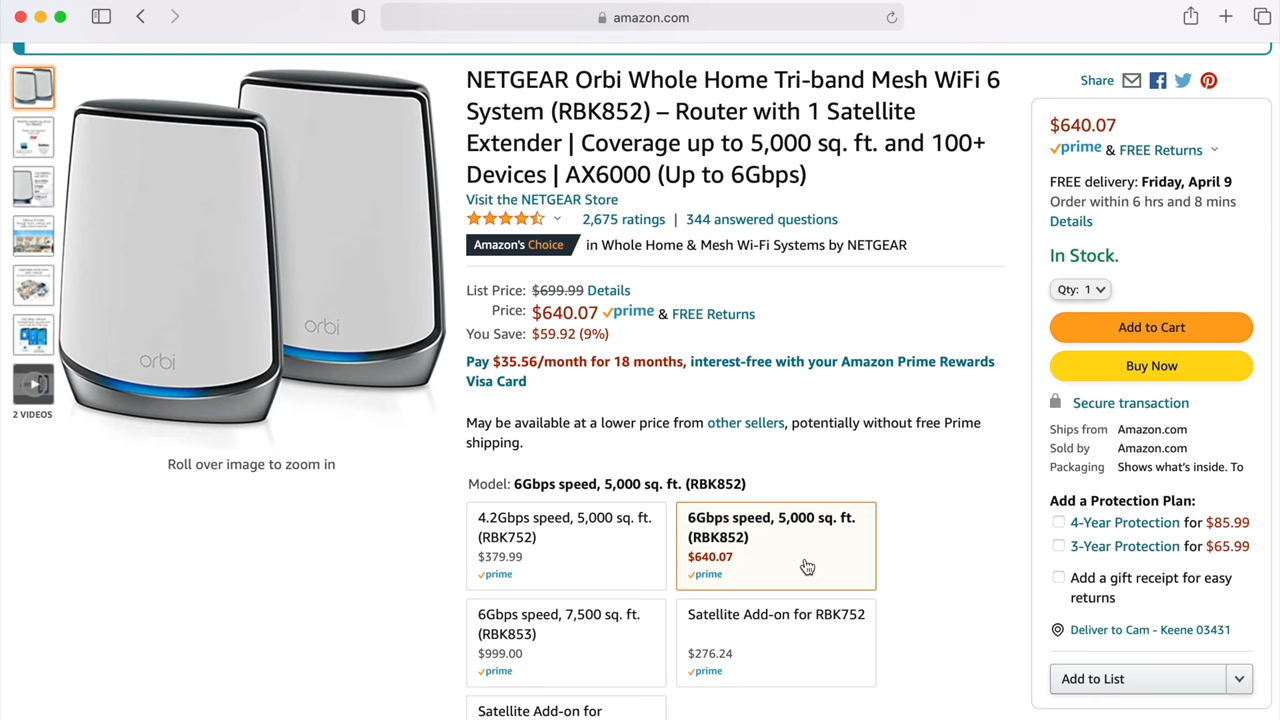 amazon.com
NETGEAR Orbi Whole Home Tri-band Mesh WiFi 6
System (RBK852) – Router with 1 Satellite
Extender | Coverage up to 5,000 sq. ft. and 100+
Devices | AX6000 (Up to 6Gbps)
Visit the NETGEAR Store
2,675 ratings | 344 answered questions
Amazon's Choice in Whole Home & Mesh Wi-Fi Systems by NETGEAR
List Price: $699.99 Details
Price: $640.07 prime & FREE Returns
You Save: $59.92 (9%)
Pay $35.56/month for 18 months, interest-free with your Amazon Prime Rewards
Visa Card
May be available at a lower price from other sellers, potentially without free Prime
shipping.
Model: 6Gbps speed, 5,000 sq. ft. (RBK852)
4.2Gbps speed, 5,000 sq. ft.
(RBK752)
$379.99
prime
6Gbps speed, 5,000 sq. ft.
(RBK852)
$640.07
prime
6Gbps speed, 7,500 sq. ft.
(RBK853)
$999.00
prime
Satellite Add-on for RBK752
$276.24
prime
Satellite Add-on for
orbi
orbi
2 VIDEOS
Roll over image to zoom in
Share
$640.07
prime & FREE Returns
FREE delivery: Friday, April 9
Order within 6 hrs and 8 mins
Details
In Stock.
Qty: 1
Add to Cart
Buy Now
Secure transaction
Ships from Amazon.com
Sold by Amazon.com
Packaging Shows what's inside. To
Add a Protection Plan:
4-Year Protection for $85.99
3-Year Protection for $65.99
Add a gift receipt for easy
returns
Deliver to Cam - Keene 03431
Add to List